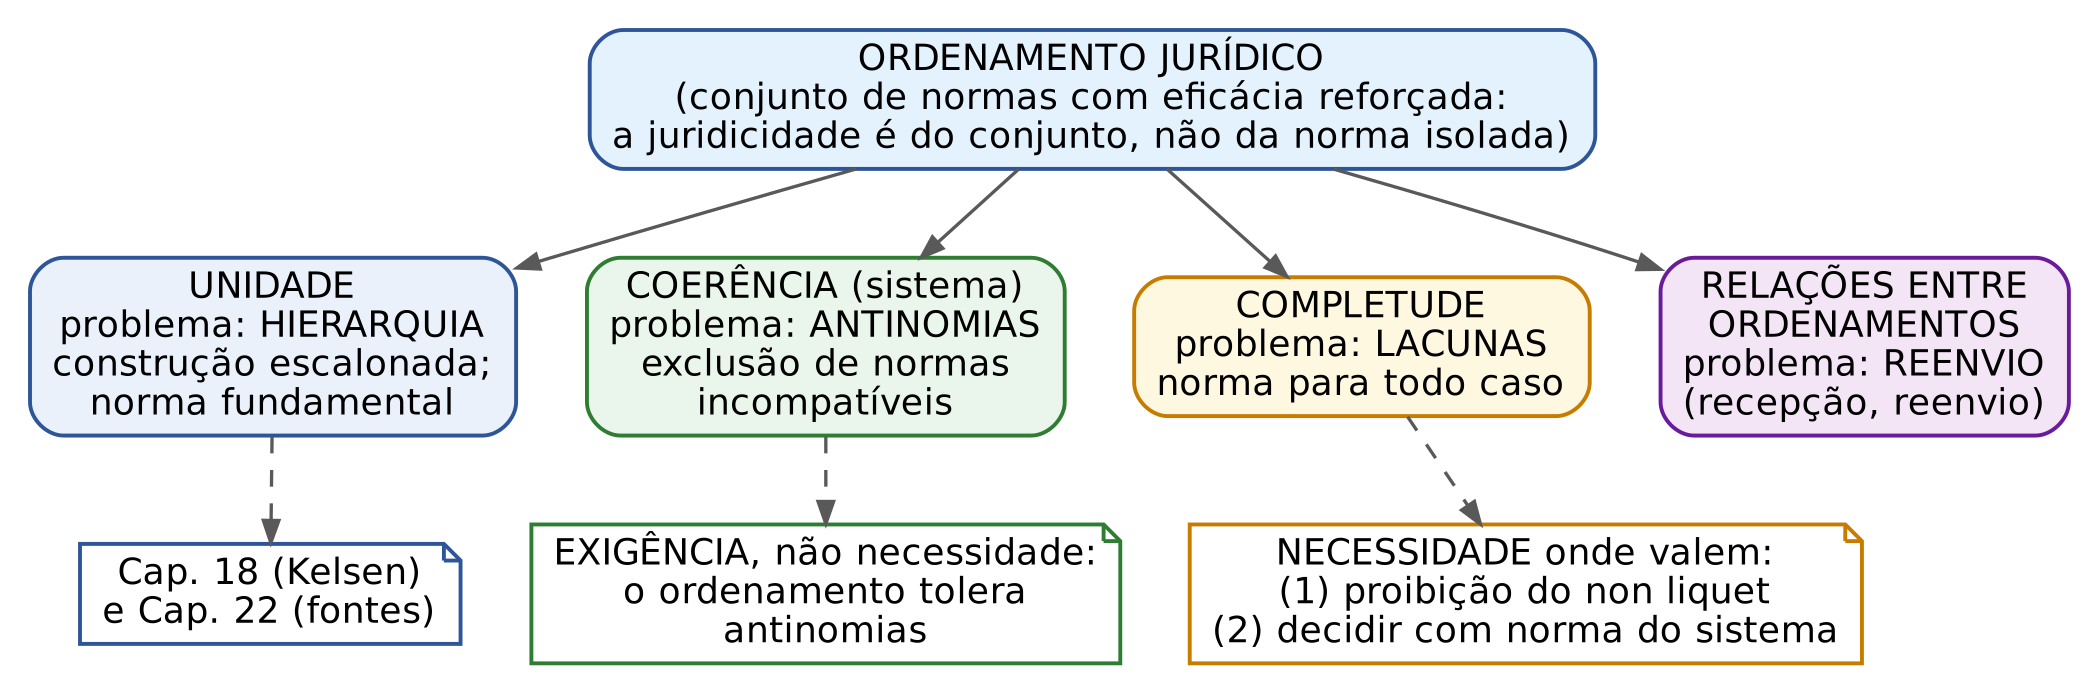 ORDENAMENTO JURÍDICO
(conjunto de normas com eficácia reforçada:
a juridicidade é do conjunto, não da norma isolada)
UNIDADE
problema: HIERARQUIA
construção escalonada;
norma fundamental
COERÊNCIA (sistema)
problema: ANTINOMIAS
exclusão de normas
incompatíveis
COMPLETUDE
problema: LACUNAS
norma para todo caso
RELAÇÕES ENTRE
ORDENAMENTOS
problema: REENVIO
(recepção, reenvio)
Cap. 18 (Kelsen)
e Cap. 22 (fontes)
EXIGÊNCIA, não necessidade:
o ordenamento tolera
antinomias
NECESSIDADE onde valem:
(1) proibição do non liquet
(2) decidir com norma do sistema